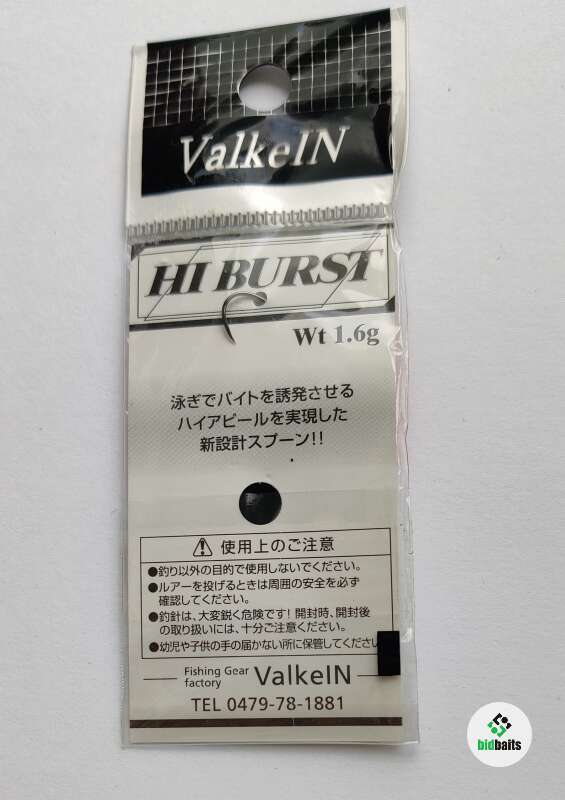 ValkeIN
HI BURST
Wt 1.6g
泳ぎでバイトを誘発させる
ハイアピールを実現した
新設計スプーン!!
使用上のご注意
●釣り以外の目的で使用しないでください。
●ルアーを投げるときは周囲の安全を必ず
確認してください。
●釣針は、大変鋭く危険です!開封時、開封後
の取り扱いには、十分ご注意ください。
●幼児や子供の手の届かない所に保管してください
Fishing Gear
factory ValkeIN
TEL 0479-78-1881
bidbaits